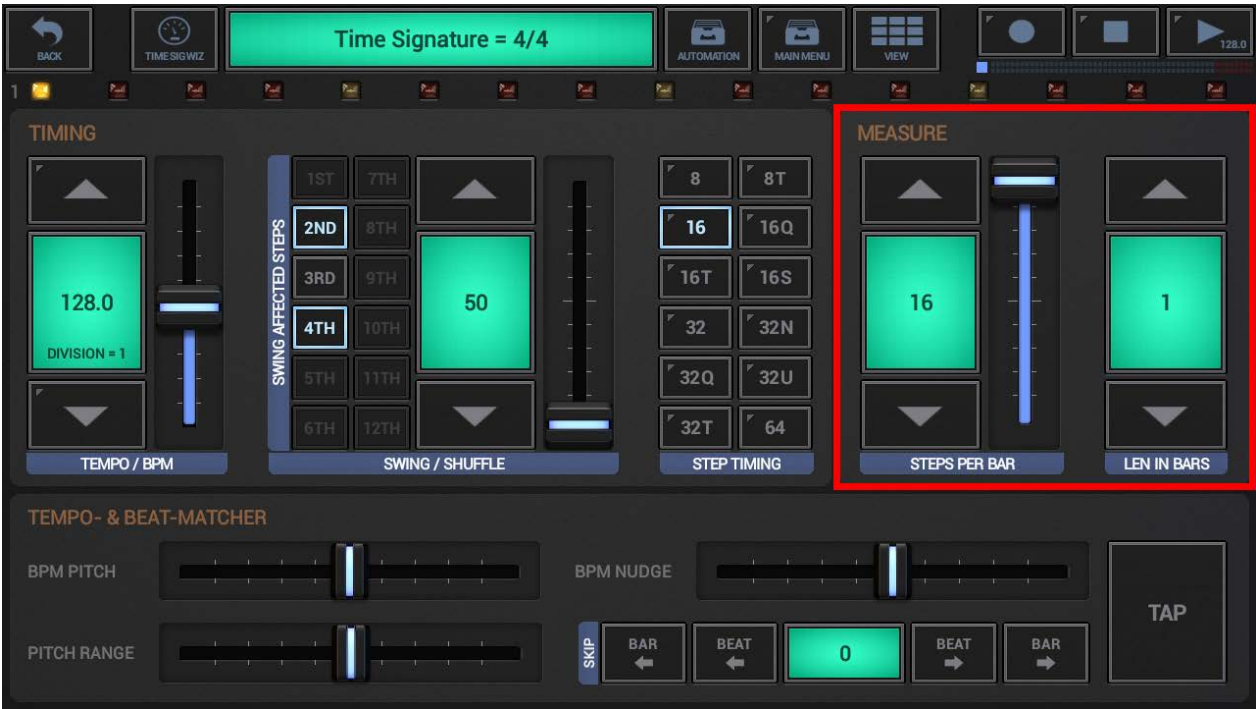 BACK
TIME SIG WIZ
Time Signature = 4/4
AUTOMATION
MAIN MENU
VIEW
128.0
1
TIMING
128.0
DIVISION = 1
TEMPO / BPM
SWING AFFECTED STEPS
1ST 7TH
2ND 8TH
3RD 9TH
4TH 10TH
5TH 11TH
6TH 12TH
50
SWING / SHUFFLE
8 8T
16 16Q
16T 16S
32 32N
32Q 32U
32T 64
STEP TIMING
MEASURE
16
STEPS PER BAR
1
LEN IN BARS
TEMPO- & BEAT-MATCHER
BPM PITCH
PITCH RANGE
BPM NUDGE
SKIP
BAR
BEAT
0
BEAT
BAR
TAP